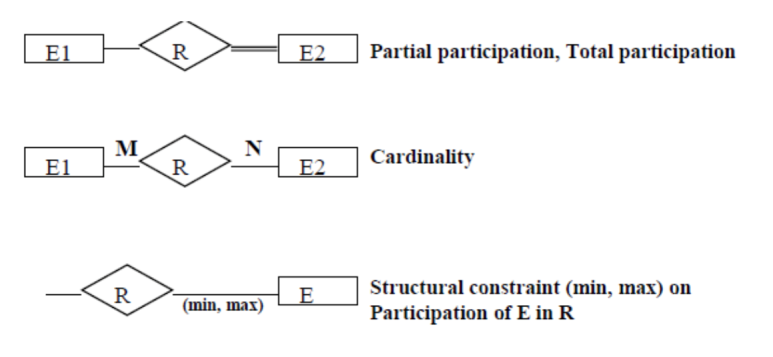 E1 R E2 Partial participation, Total participation
M N
E1 R E2 Cardinality
R (min, max) E Structural constraint (min, max) on
Participation of E in R